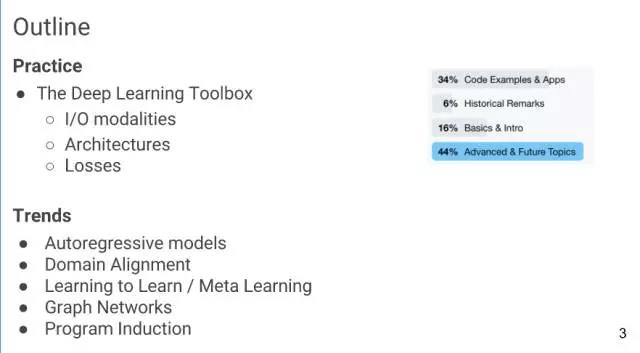 Outline
Practice
● The Deep Learning Toolbox
○ I/O modalities
○ Architectures
○ Losses
34% Code Examples & Apps
6% Historical Remarks
16% Basics & Intro
44% Advanced & Future Topics
Trends
● Autoregressive models
● Domain Alignment
● Learning to Learn / Meta Learning
● Graph Networks
● Program Induction
3